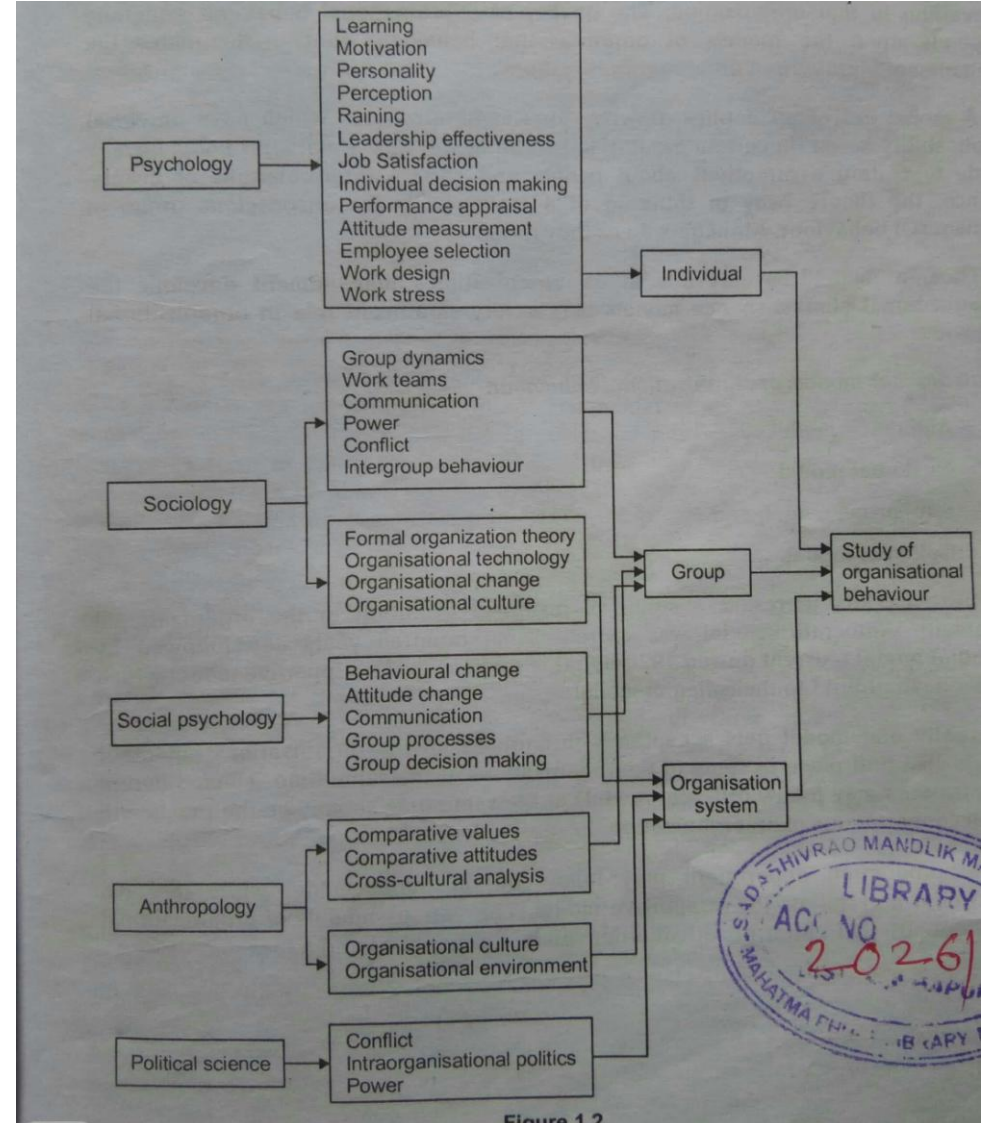 Psychology
Learning
Motivation
Personality
Perception
Raining
Leadership effectiveness
Job Satisfaction
Individual decision making
Performance appraisal
Attitude measurement
Employee selection
Work design
Work stress
Individual
Sociology
Group dynamics
Work teams
Communication
Power
Conflict
Intergroup behaviour
Formal organization theory
Organisational technology
Organisational change
Organisational culture
Group
Study of
organisational
behaviour
Social psychology
Behavioural change
Attitude change
Communication
Group processes
Group decision making
Organisation
system
Anthropology
Comparative values
Comparative attitudes
Cross-cultural analysis
Organisational culture
Organisational environment
Political science
Conflict
Intraorganisational politics
Power
SHIVRAO MANDLIK
LIBRARY
NO
2026
MAHATMA
Figure 1.2